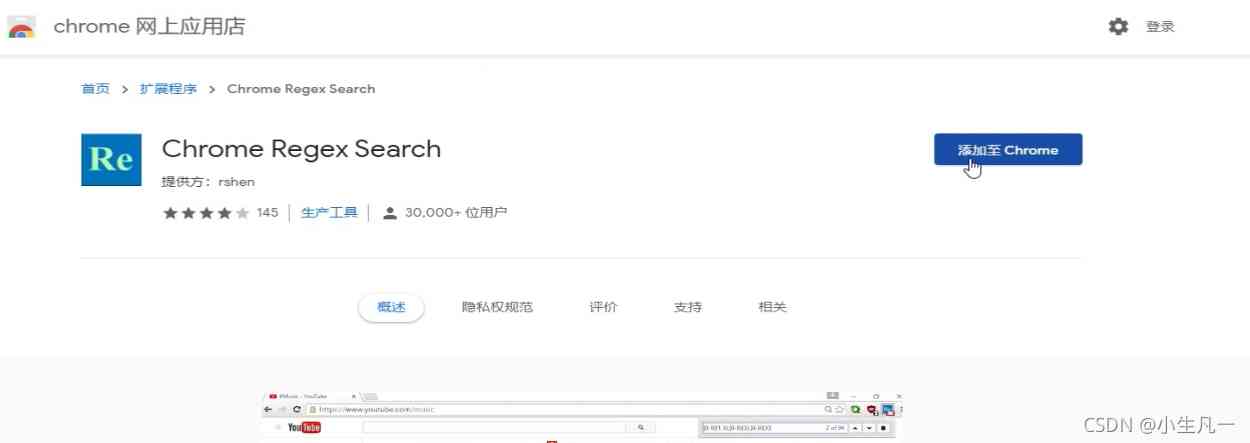 chrome 网上应用店
登录
首页 > 扩展程序 > Chrome Regex Search
Re
Chrome Regex Search
添加至 Chrome
提供方: rshen
145 生产工具 30,000+ 位用户
概述 隐私权规范 评价 支持 相关
https://www.youtube.com/music
YouTube
2 of 96
CSDN @小生凡一